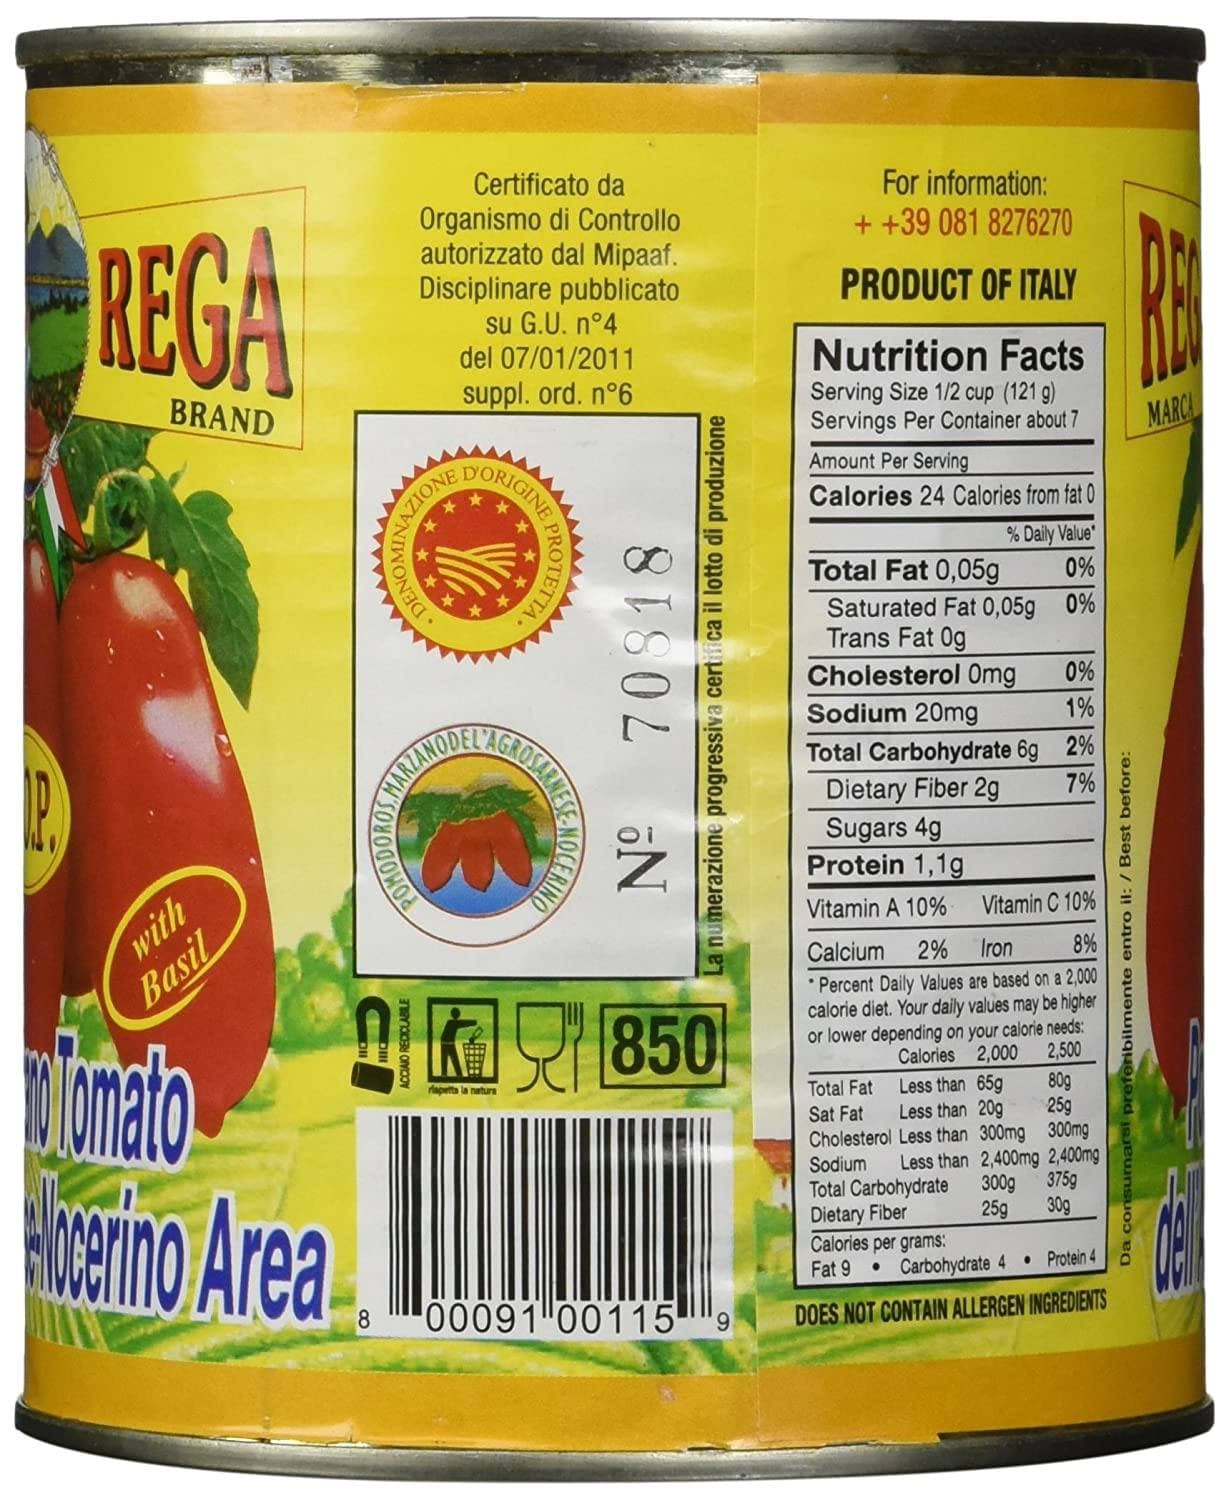 REGA
BRAND
O.P.
with
Basil
Tomato
Nocerino Area
Certificato da
Organismo di Controllo
autorizzato dal Mipaaf.
Disciplinare pubblicato
su G.U. n°4
del 07/01/2011
suppl. ord. n°6
DENOMINAZIONE D'ORIGINE PROTETTA
POMODORO S. MARZANO DELL'AGRO SARNESE-NOCERINO
Nº 70818
La numerazione progressiva certifica il lotto di produzione
ACCIAIO RECICLABILE
rispetta la natura
850
8 00091 00115 9
For information:
+ +39 081 8276270
PRODUCT OF ITALY
Nutrition Facts
Serving Size 1/2 cup (121 g)
Servings Per Container about 7
Amount Per Serving
Calories 24 Calories from fat 0
% Daily Value*
Total Fat 0,05g 0%
Saturated Fat 0,05g 0%
Trans Fat 0g
Cholesterol 0mg 0%
Sodium 20mg 1%
Total Carbohydrate 6g 2%
Dietary Fiber 2g 7%
Sugars 4g
Protein 1,1g
Vitamin A 10% Vitamin C 10%
Calcium 2% Iron 8%
* Percent Daily Values are based on a 2,000
calorie diet. Your daily values may be higher
or lower depending on your calorie needs:
Calories 2,000 2,500
Total Fat Less than 65g 80g
Sat Fat Less than 20g 25g
Cholesterol Less than 300mg 300mg
Sodium Less than 2,400mg 2,400mg
Total Carbohydrate 300g 375g
Dietary Fiber 25g 30g
Calories per grams:
Fat 9 • Carbohydrate 4 • Protein 4
DOES NOT CONTAIN ALLERGEN INGREDIENTS
Da consumarsi preferibilmente entro il: / Best before:
REG
MARCA